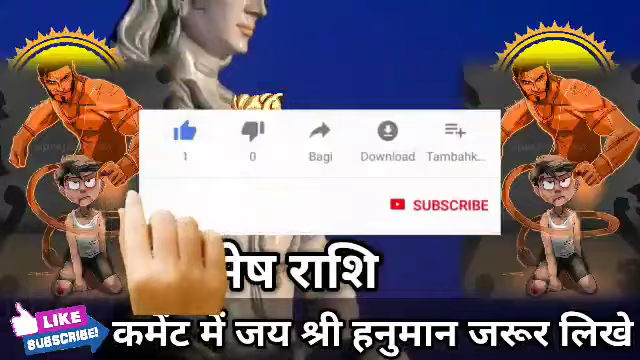 1 0 Bagi Download Tambahk...
SUBSCRIBE
राशि
LIKE
SUBSCRIBE!
कमेंट में जय श्री हनुमान जरूर लिखे